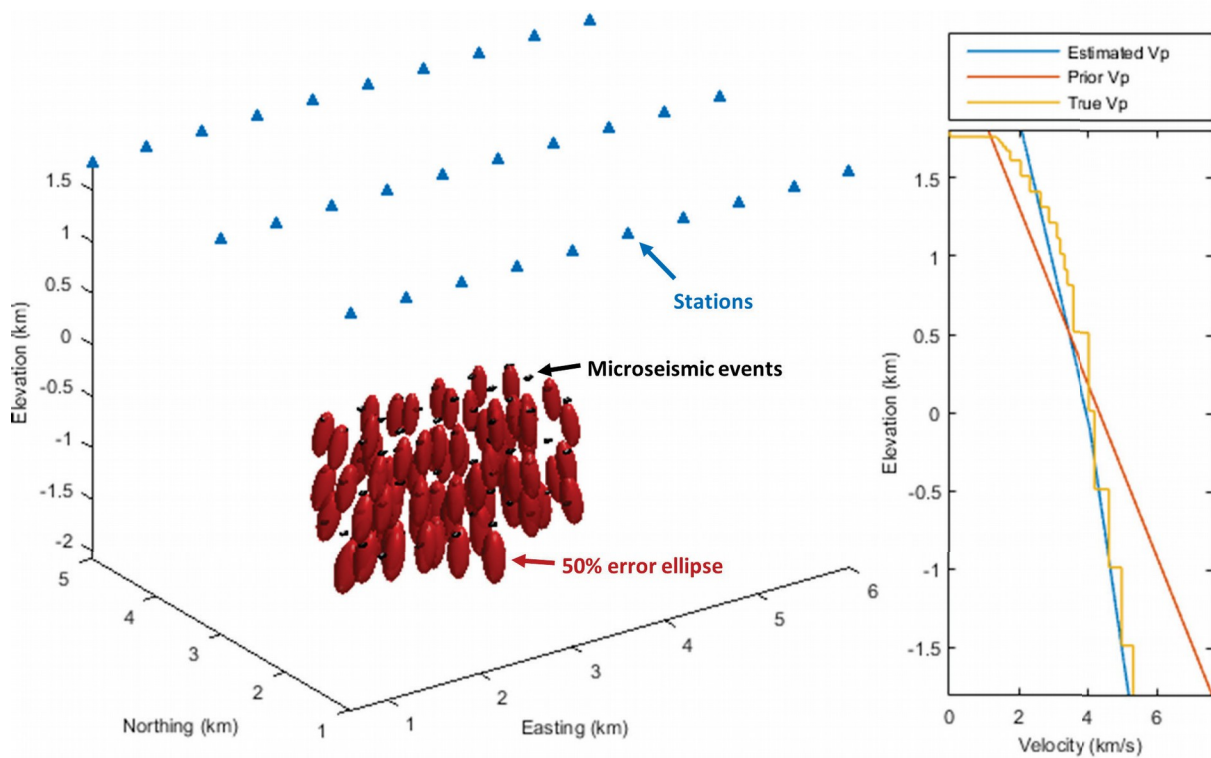 Stations
Microseismic events
50% error ellipse
Elevation (km)
1.5
1
0.5
0
-0.5
-1
-1.5
-2
5
4
3
2
1
Northing (km)
1
2
3
4
5
6
Easting (km)
Estimated Vp
Prior Vp
True Vp
Elevation (km)
1.5
1
0.5
0
-0.5
-1
-1.5
0
2
4
6
Velocity (km/s)